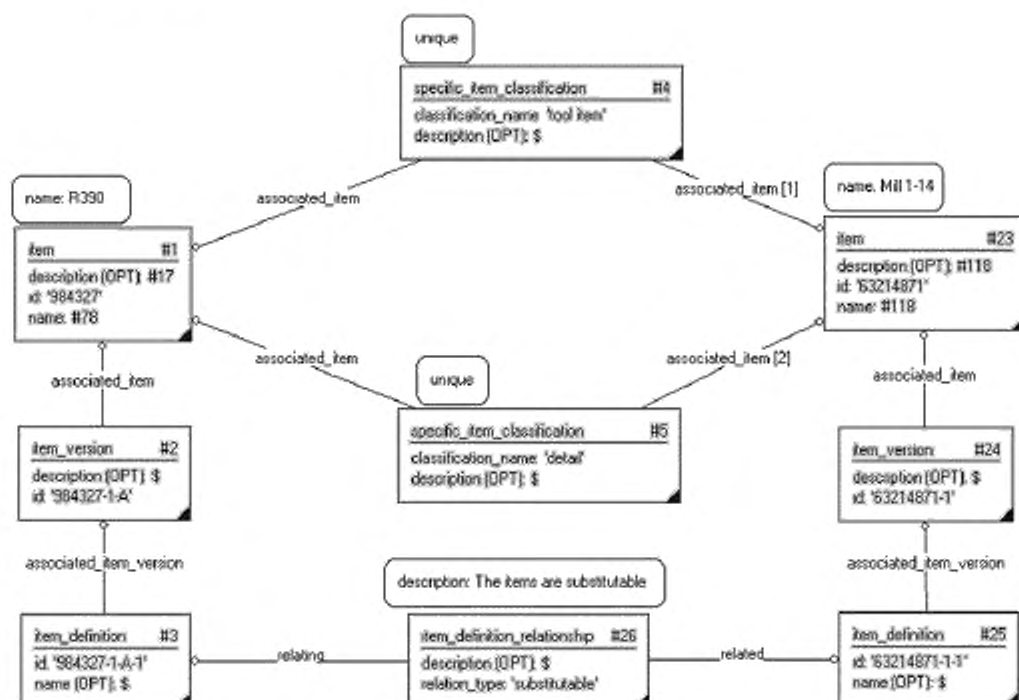 unique
specific_item_classification #4
classification_name 'tool item'
description (OPT): $
associated_item
associated_item [1]
name: R390
name. Mill 1-14
item #1
description (OPT): #17
id: '984327'
name: #78
item #23
description (OPT): #118
id: '63214871'
name: #118
associated_item
associated_item [2]
unique
associated_item
associated_item
specific_item_classification #5
classification_name: 'detail'
description (OPT): $
item_version #2
description (OPT): $
id: '984327-1-A'
item_version #24
description (OPT): $
id: '63214871-1'
associated_item_version
associated_item_version
description: The items are substitutable
item_definition #3
id: '984327-1-A-1'
name (OPT): $
relating
item_definition_relationship #26
description (OPT): $
relation_type: 'substitutable'
related
item_definition #25
id: '63214871-1-1'
name (OPT): $